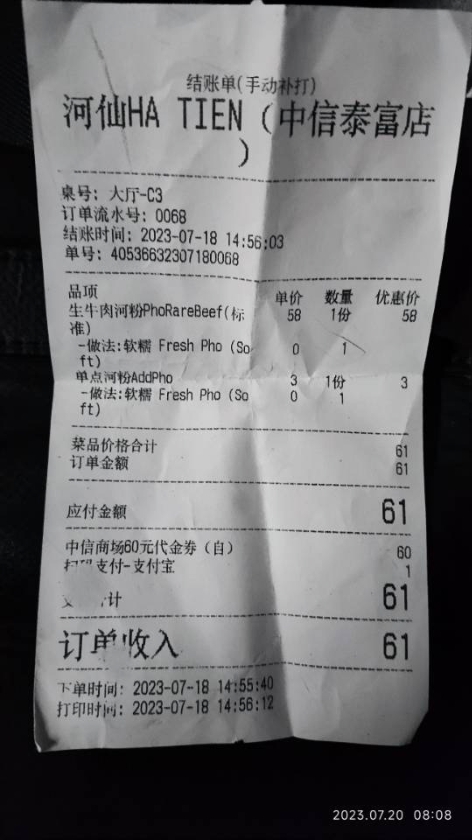 结账单(手动补打)
河仙HA TIEN（中信泰富店
）
桌号: 大厅-C3
订单流水号: 0068
结账时间: 2023-07-18 14:56:03
单号: 40536632307180068
品项 单价 数量 优惠价
生牛肉河粉PhoRareBeef(标 58 1份 58
准)
-做法:软糯 Fresh Pho (So 0 1
ft)
单点河粉AddPho 3 1份 3
-做法:软糯 Fresh Pho (So 0 1
ft)
菜品价格合计 61
订单金额 61
应付金额 61
中信商场60元代金券（自） 60
扫码支付-支付宝 1
计 61
订单收入 61
下单时间: 2023-07-18 14:55:40
打印时间: 2023-07-18 14:56:12
2023.07.20 08:08